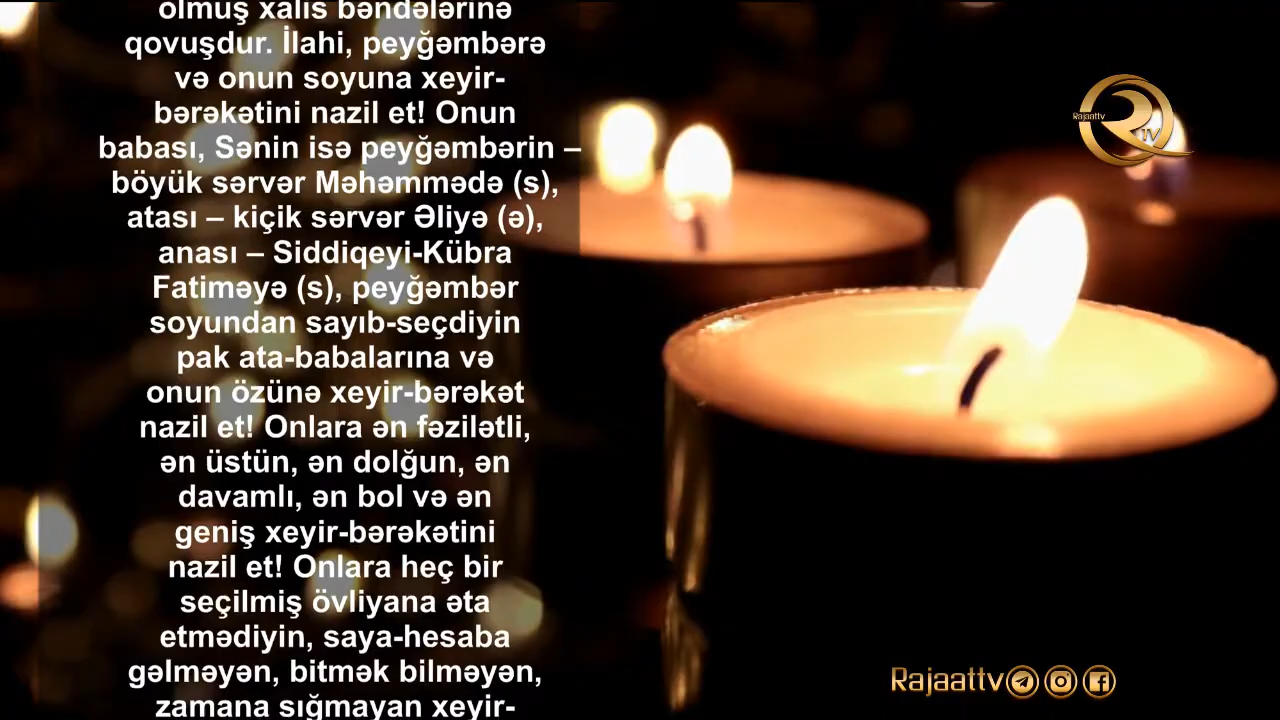 olmuş xalis bəndələrinə
qovuşdur. İlahi, peyğəmbərə
və onun soyuna xeyir-
bərəkətini nazil et! Onun
babası, Sənin isə peyğəmbərin –
böyük sərvər Məhəmmədə (s),
atası – kiçik sərvər Əliyə (ə),
anası – Siddiqeyi-Kübra
Fatiməyə (s), peyğəmbər
soyundan sayıb-seçdiyin
pak ata-babalarına və
onun özünə xeyir-bərəkət
nazil et! Onlara ən fəzilətli,
ən üstün, ən dolğun, ən
davamlı, ən bol və ən
geniş xeyir-bərəkətini
nazil et! Onlara heç bir
seçilmiş övliyana əta
etmədiyin, saya-hesaba
gəlməyən, bitmək bilməyən,
zamana sığmayan xeyir-
Rajaattv
R TV
Rajaattv